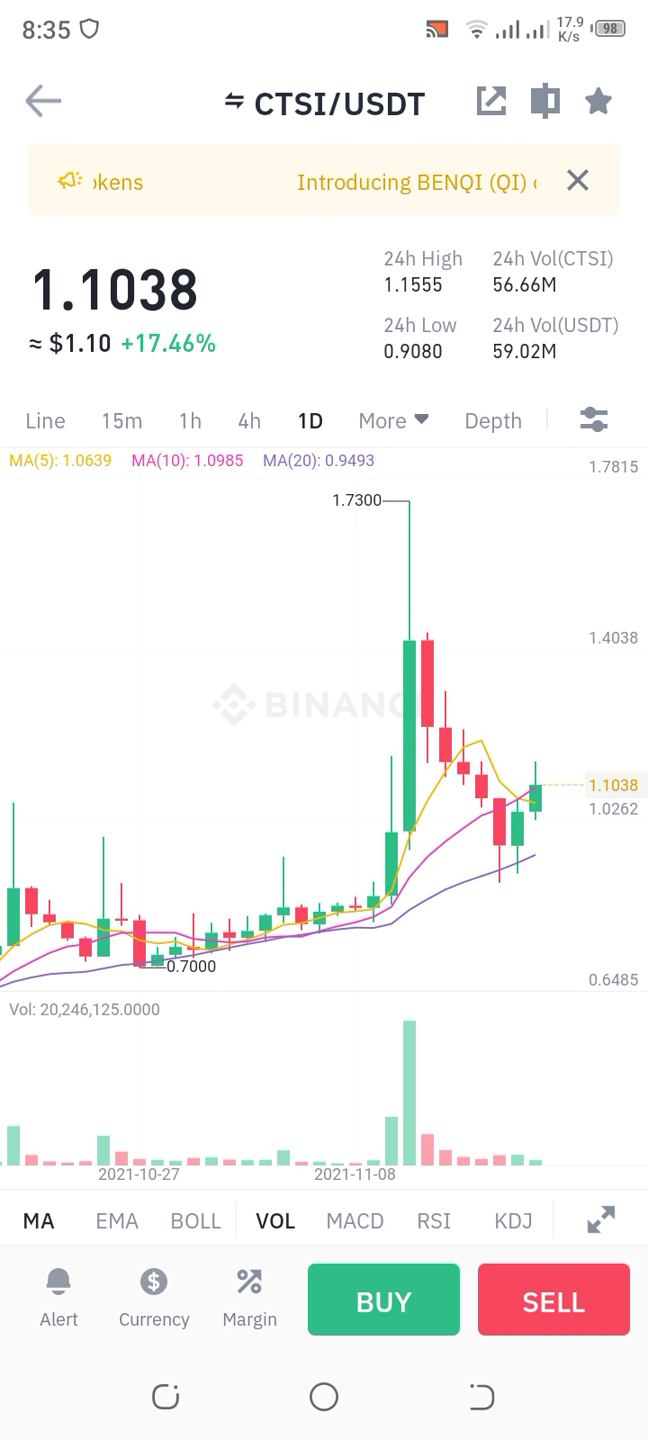 8:35
17.9
K/s
98
CTSI/USDT
okens Introducing BENQI (QI)
1.1038
≈ $1.10 +17.46%
24h High
1.1555
24h Vol(CTSI)
56.66M
24h Low
0.9080
24h Vol(USDT)
59.02M
Line 15m 1h 4h 1D More Depth
MA(5): 1.0639 MA(10): 1.0985 MA(20): 0.9493
1.7815
1.7300
1.4038
BINANC
1.1038
1.0262
0.7000
0.6485
Vol: 20,246,125.0000
2021-10-27 2021-11-08
MA EMA BOLL VOL MACD RSI KDJ
Alert Currency Margin BUY SELL